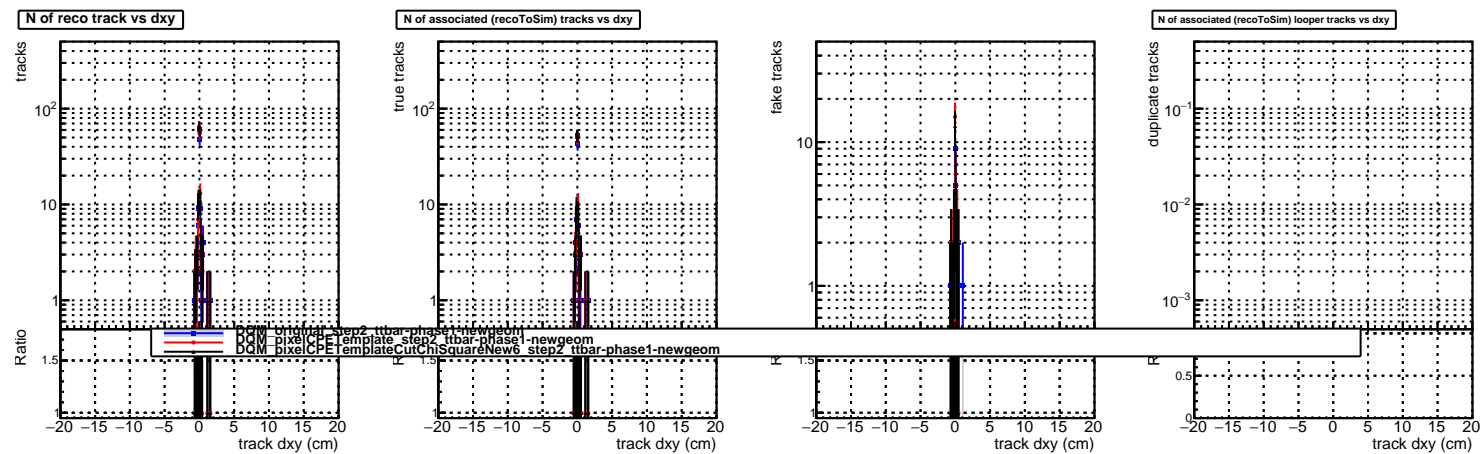 N of reco track vs dxy
N of associated (recoToSim) tracks vs dxy
N of associated (recoToSim) looper tracks vs dxy
tracks
10²
10
1
Ratio
1.5
1
−20 −15 −10 −5 0 5 10 15 20
track dxy (cm)
true tracks
10²
10
1
1.5
1
−20 −15 −10 −5 0 5 10 15 20
track dxy (cm)
fake tracks
10
1
1.5
1
−20 −15 −10 −5 0 5 10 15 20
track dxy (cm)
duplicate tracks
10⁻¹
10⁻²
10⁻³
0.5
0
−20 −15 −10 −5 0 5 10 15 20
track dxy (cm)
DQM_original_step2_ttbar-phase1-newgeom
DQM_pixelCPETemplate_step2_ttbar-phase1-newgeom
DQM_pixelCPETemplateCutChiSquareNew6_step2_ttbar-phase1-newgeom